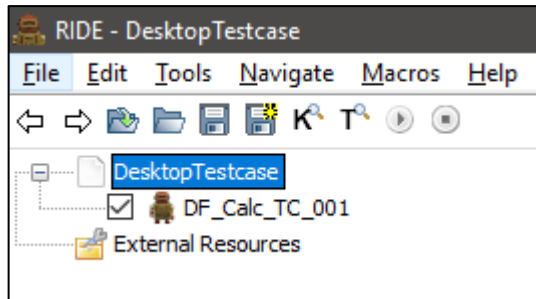 RIDE - DesktopTestcase
File Edit Tools Navigate Macros Help
K T
DesktopTestcase
DF_Calc_TC_001
External Resources